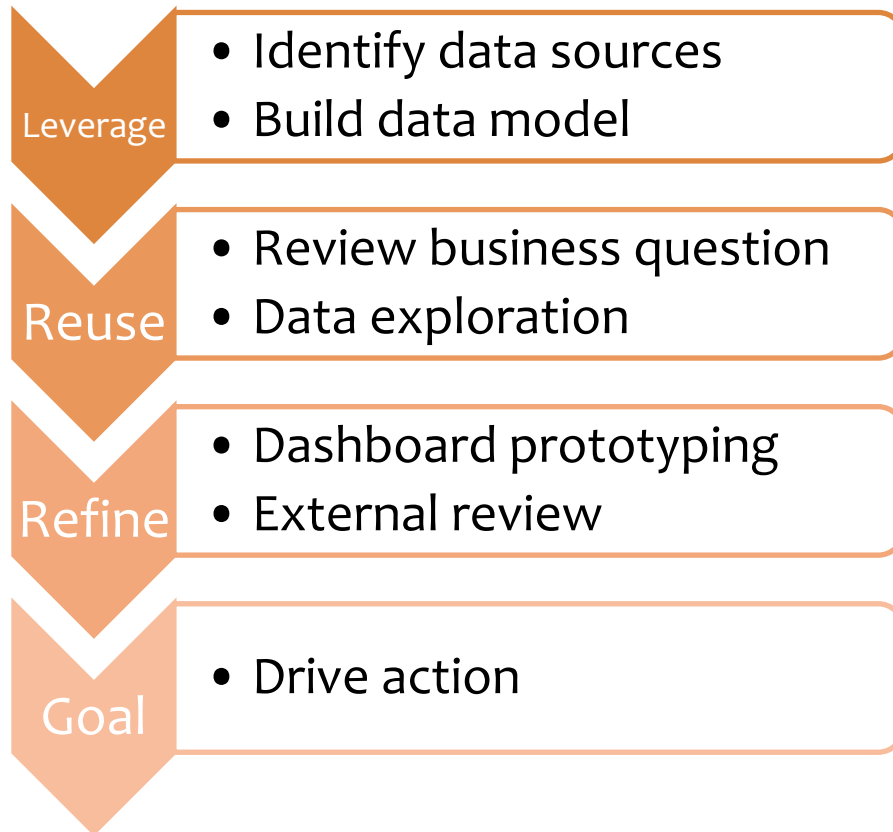 Leverage
• Identify data sources
• Build data model
Reuse
• Review business question
• Data exploration
Refine
• Dashboard prototyping
• External review
Goal
• Drive action